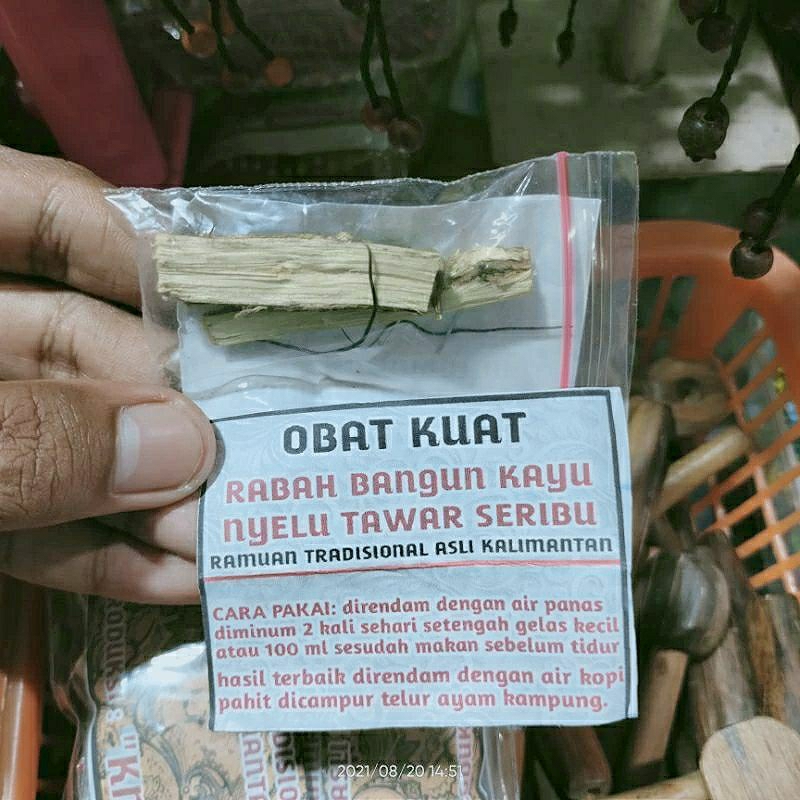 OBAT KUAT
RABAH BANGUN KAYU
NYELU TAWAR SERIBU
RAMUAN TRADISIONAL ASLI KALIMANTAN
CARA PAKAI: direndam dengan air panas
diminum 2 kali sehari setengah gelas kecil
atau 100 ml sesudah makan sebelum tidur
hasil terbaik direndam dengan air kopi
pahit dicampur telur ayam kampung.
2021/08/20 14:51